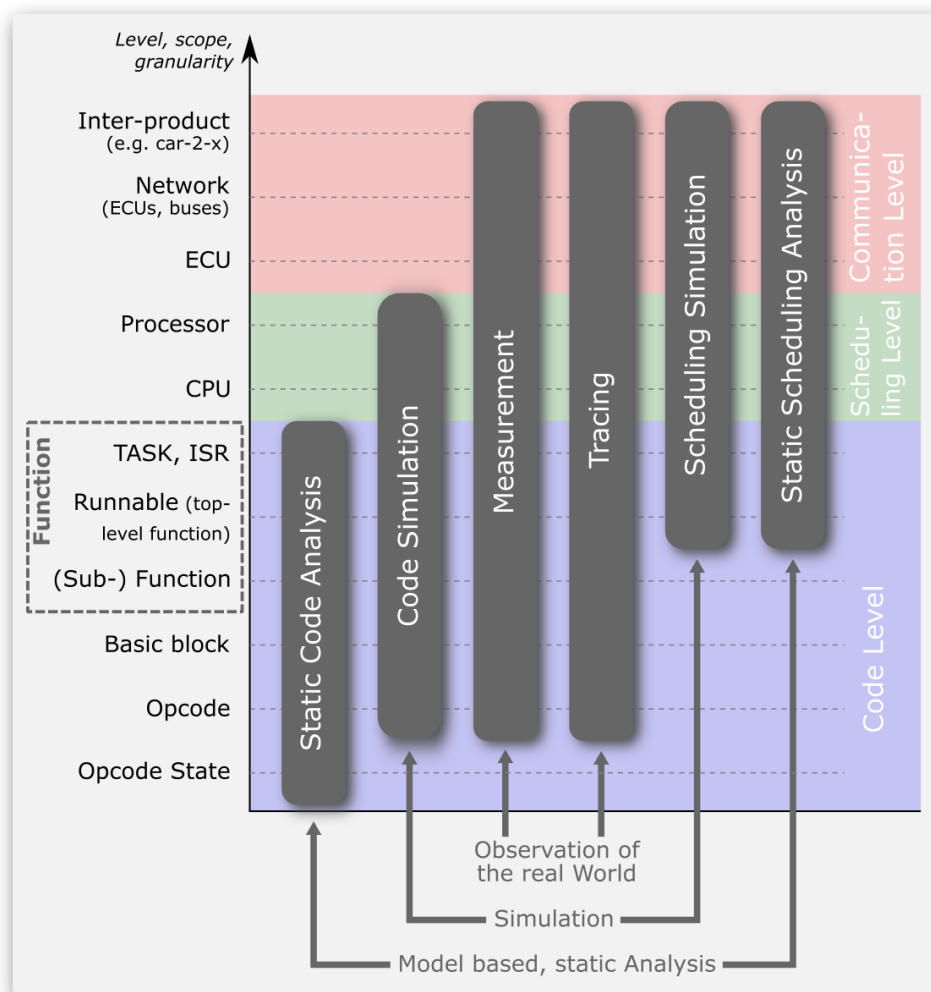 Level, scope,
granularity
Inter-product
(e.g. car-2-x)
Network
(ECUs, buses)
ECU
Processor
CPU
Function
TASK, ISR
Runnable (top-
level function)
(Sub-) Function
Basic block
Opcode
Opcode State
Static Code Analysis
Code Simulation
Measurement
Tracing
Scheduling Simulation
Static Scheduling Analysis
Communica-
tion Level
Schedu-
ling Level
Code Level
Observation of
the real World
Simulation
Model based, static Analysis